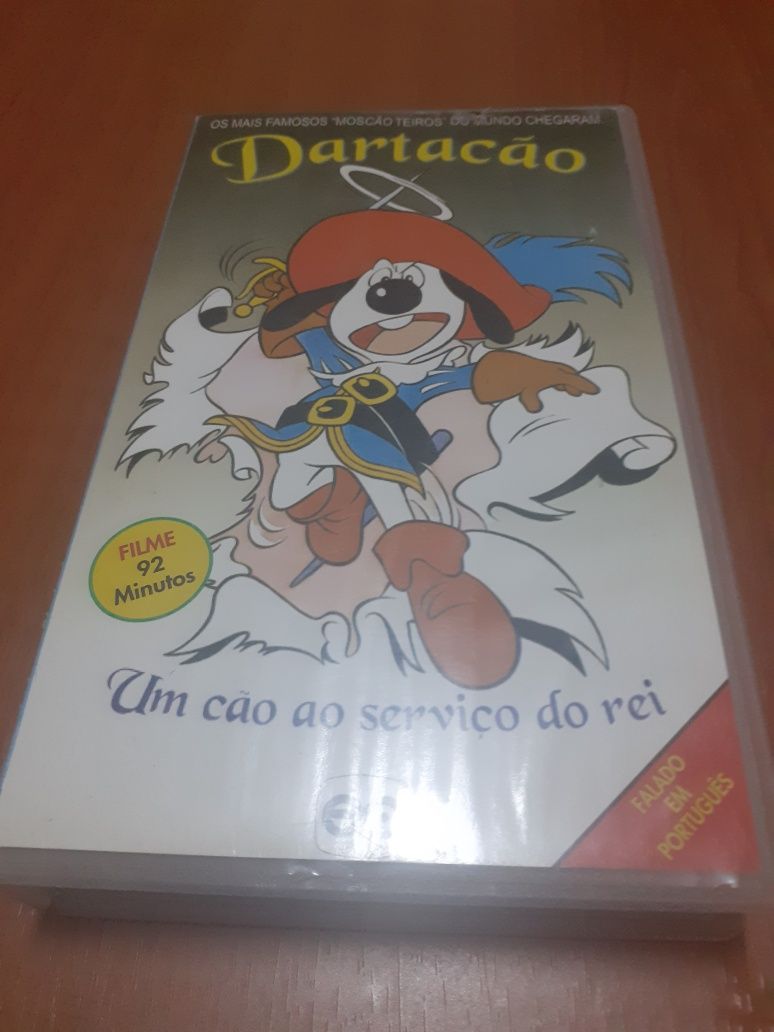 OS MAIS FAMOSOS "MOSCÃO TEIROS" DO MUNDO CHEGARAM
Dartacão
FILME
92
Minutos
Um cão ao serviço do rei
FALADO
EM
PORTUGUÊS